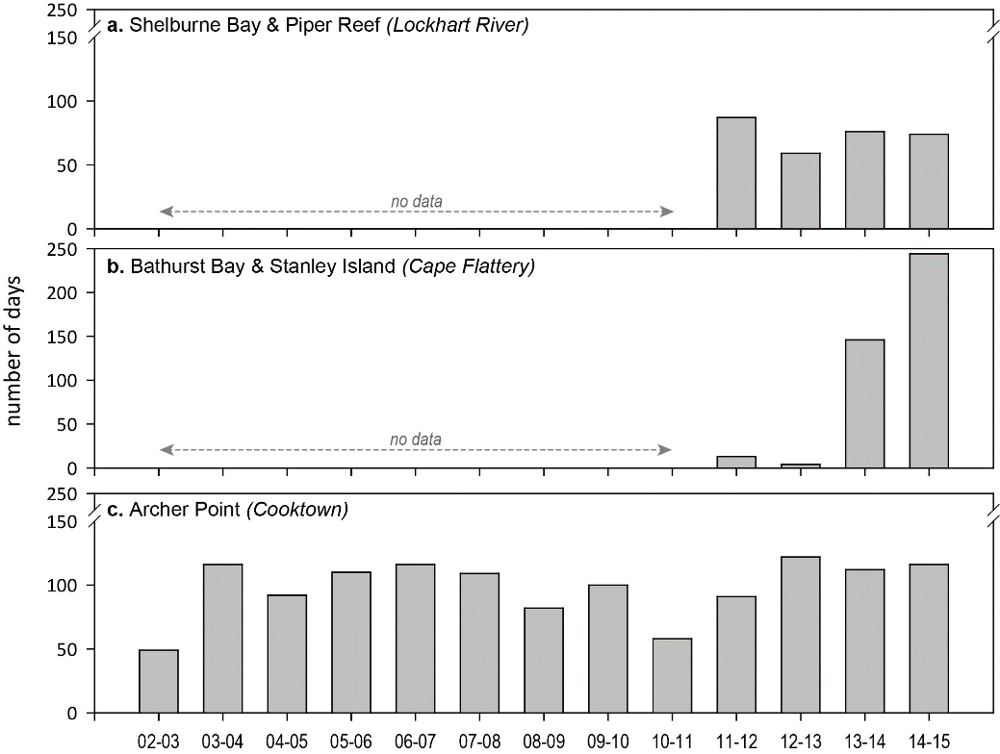 250
150
a. Shelburne Bay & Piper Reef (Lockhart River)
100
50
no data
0
250
b. Bathurst Bay & Stanley Island (Cape Flattery)
200
150
100
50
no data
0
number of days
250
150
c. Archer Point (Cooktown)
100
50
0
02-03 03-04 04-05 05-06 06-07 07-08 08-09 09-10 10-11 11-12 12-13 13-14 14-15